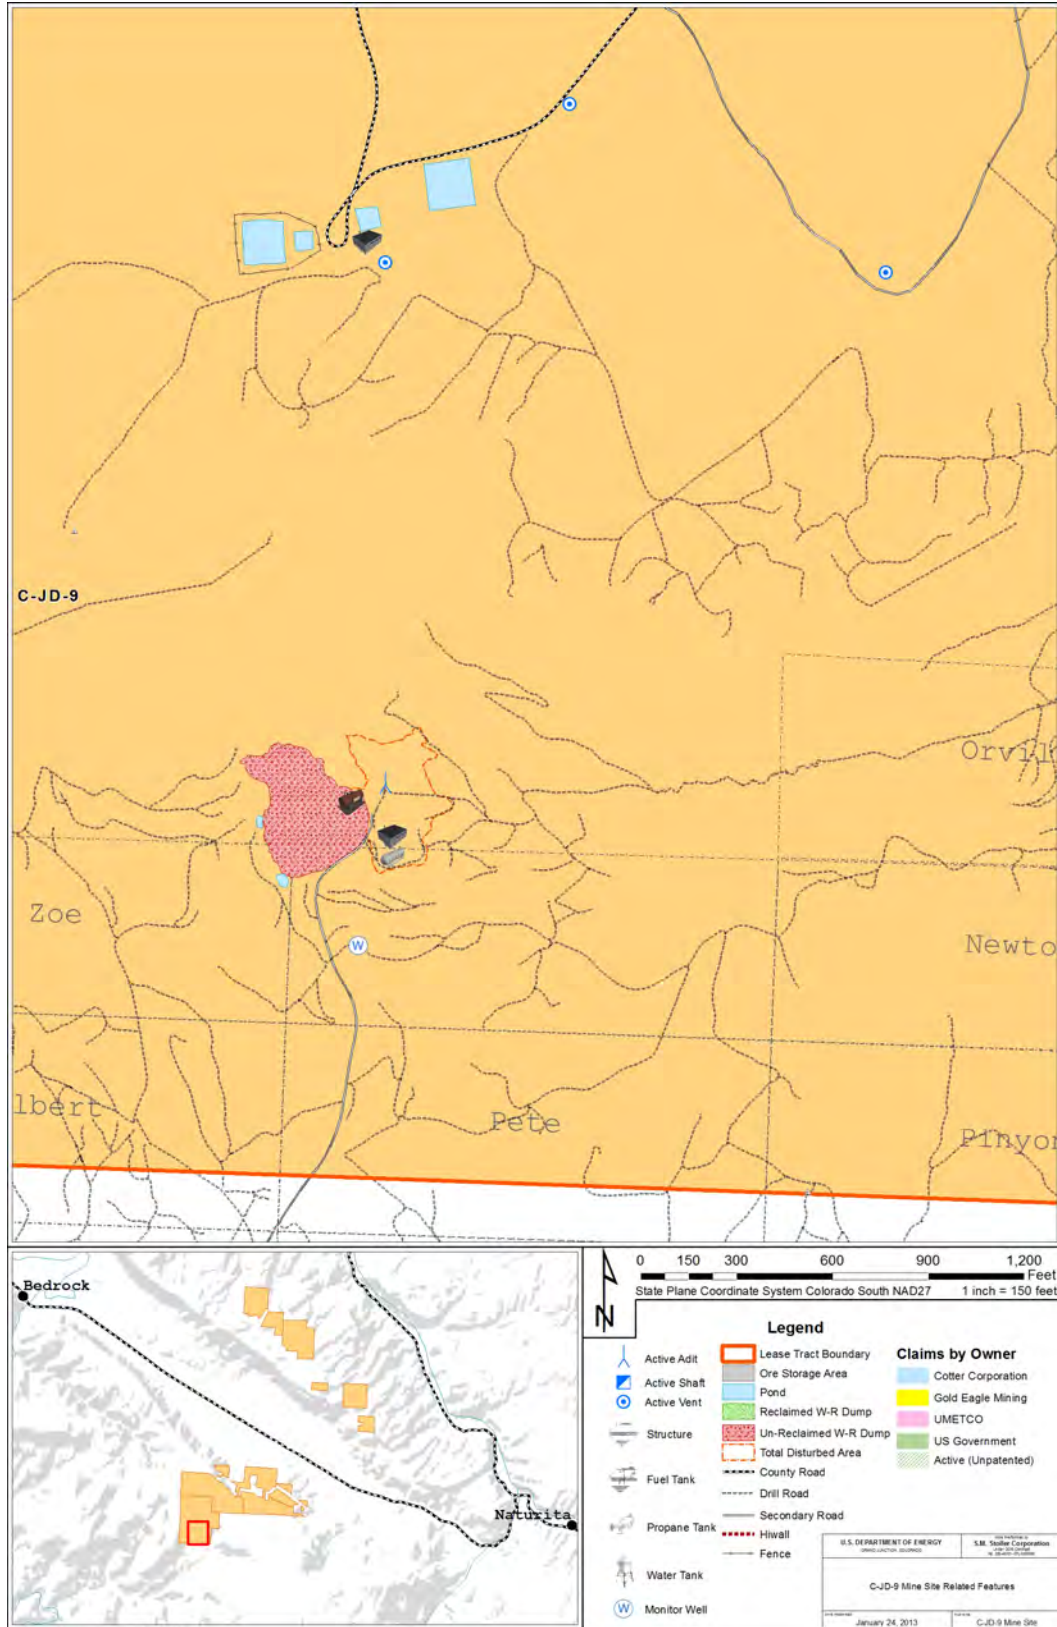 C-JD-9
Orvil
Zoe
Newto
lbert
Pete
Pinyon
Bedrock
Naturita
0 150 300 600 900 1,200
Feet
State Plane Coordinate System Colorado South NAD27 1 inch = 150 feet
N
Legend
Active Adit
Active Shaft
Active Vent
Structure
Fuel Tank
Propane Tank
Water Tank
W Monitor Well
Lease Tract Boundary
Ore Storage Area
Pond
Reclaimed W-R Dump
Un-Reclaimed W-R Dump
Total Disturbed Area
County Road
Drill Road
Secondary Road
Hiwall
Fence
Claims by Owner
Cotter Corporation
Gold Eagle Mining
UMETCO
US Government
Active (Unpatented)
W
U.S. DEPARTMENT OF ENERGY
GRAND JUNCTION, COLORADO
S.M. Stoller Corporation
C-JD-9 Mine Site Related Features
January 24, 2013
C-JD-9 Mine Site